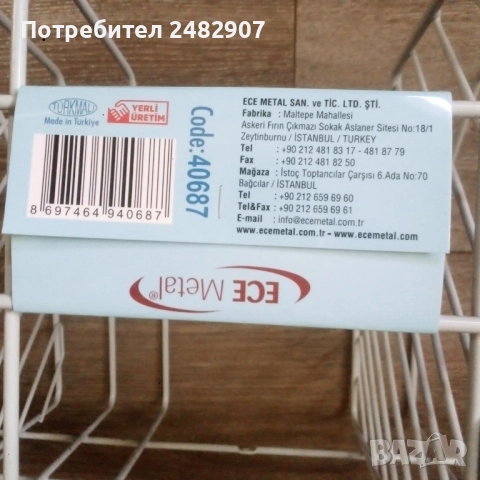 Потребител 2482907
TÜRKMALI
Made in Türkiye
YERLİ
ÜRETİM
8 697464 940687
Code:40687
ECE METAL SAN. ve TİC. LTD. ŞTİ.
Fabrika : Maltepe Mahallesi
Askeri Fırın Çıkmazı Sokak Aslaner Sitesi No:18/1
Zeytinburnu / İSTANBUL / TURKEY
Tel : +90 212 481 83 17 - 481 87 79
Fax : +90 212 481 82 50
Mağaza : İstoç Toptancılar Çarşısı 6.Ada No:70
Bağcılar / İSTANBUL
Tel : +90 212 659 69 60
Tel&Fax : +90 212 659 69 61
E-mail : info@ecemetal.com.tr
www.ecemetal.com.tr - www.ecemetal.com
ECE Metal®
BAZAR